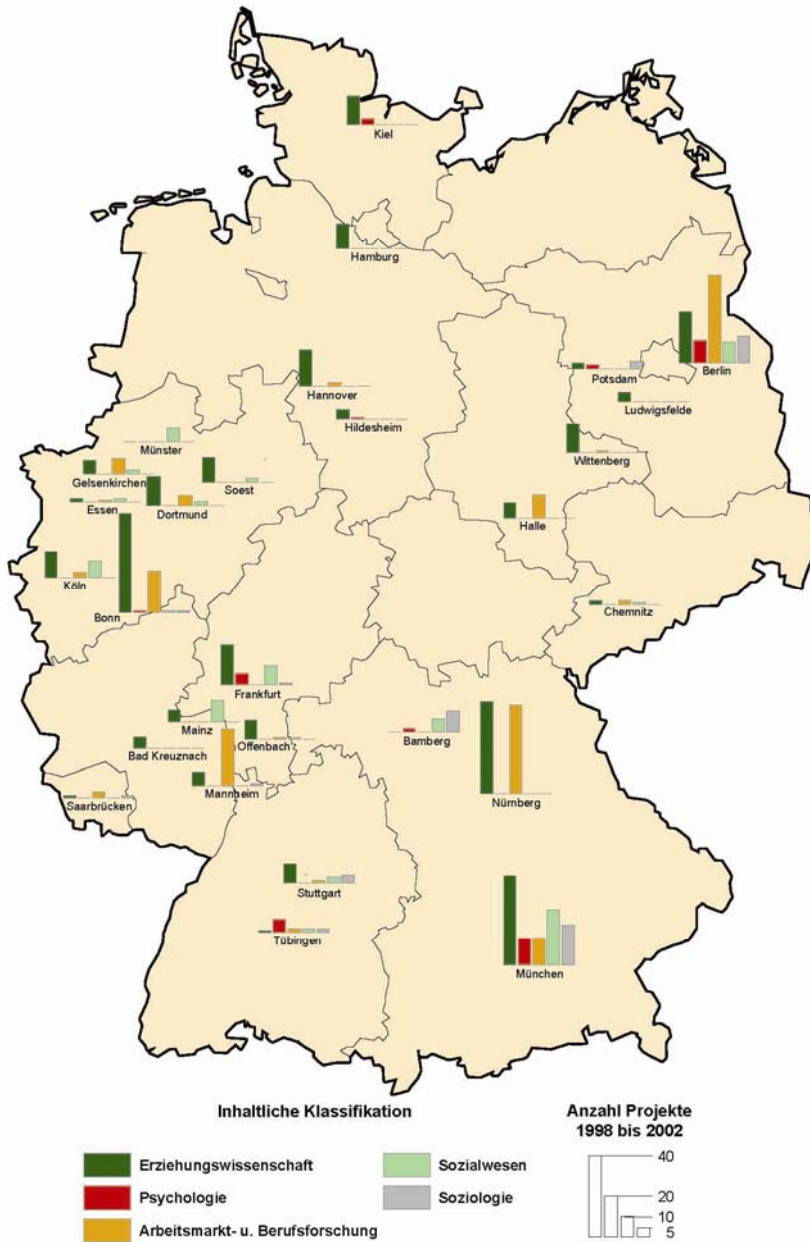 Kiel
Hamburg
Hannover
Hildesheim
Potsdam
Berlin
Ludwigsfelde
Wittenberg
Münster
Gelsenkirchen
Soest
Essen
Dortmund
Halle
Köln
Bonn
Chemnitz
Frankfurt
Mainz
Offenbach
Bad Kreuznach
Bamberg
Mannheim
Nürnberg
Saarbrücken
Stuttgart
Tübingen
München
Inhaltliche Klassifikation
Erziehungswissenschaft
Psychologie
Arbeitsmarkt- u. Berufsforschung
Sozialwesen
Soziologie
Anzahl Projekte
1998 bis 2002
40
20
10
5